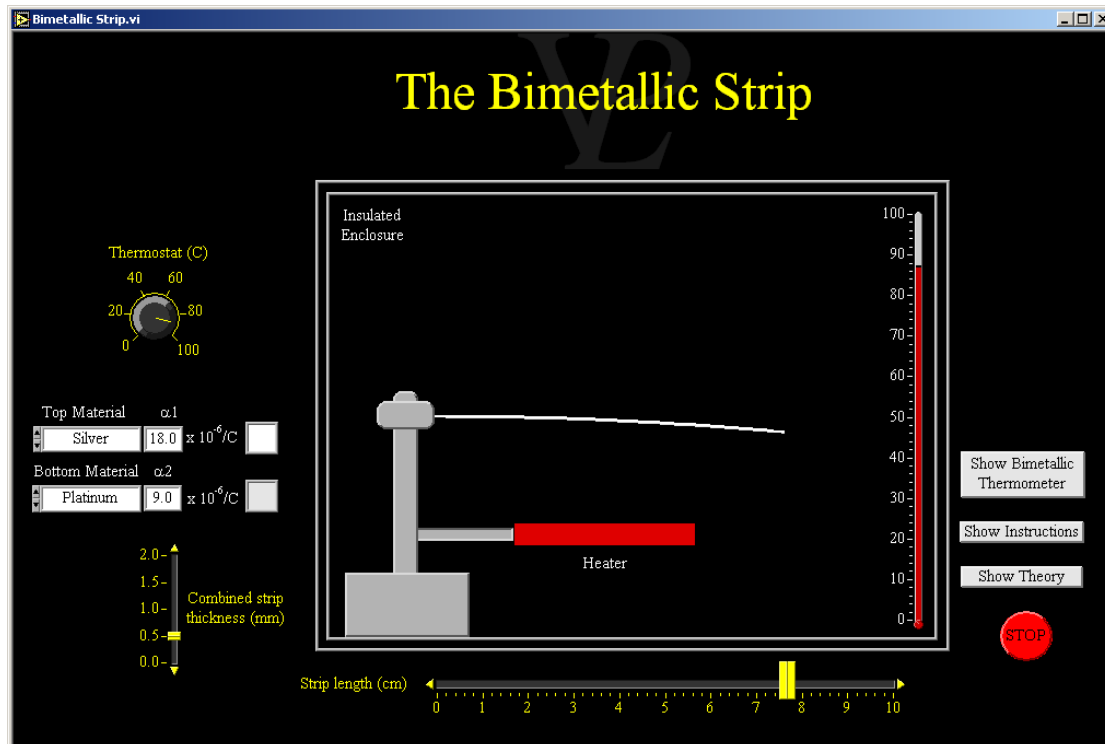 Bimetallic Strip.vi
VL
The Bimetallic Strip
Insulated
Enclosure
100
90
80
70
60
50
40
30
20
10
0
Thermostat (C)
40 60
20 80
0 100
Top Material α1
Silver 18.0 x 10⁻⁶/C
Bottom Material α2
Platinum 9.0 x 10⁻⁶/C
2.0
1.5
1.0
0.5
0.0
Combined strip
thickness (mm)
Heater
Show Bimetallic
Thermometer
Show Instructions
Show Theory
STOP
Strip length (cm)
0 1 2 3 4 5 6 7 8 9 10